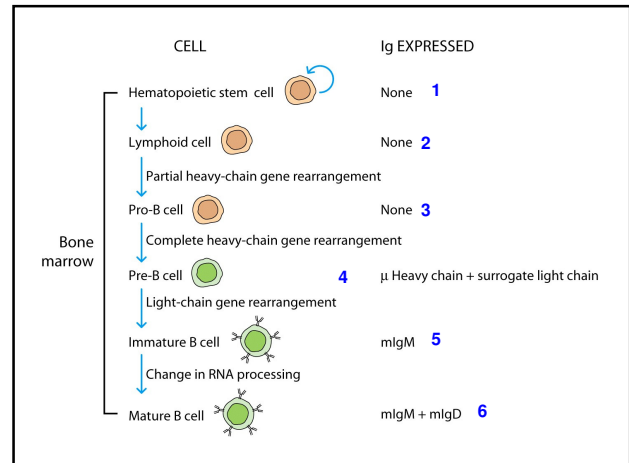 CELL Ig EXPRESSED
Hematopoietic stem cell None 1
Lymphoid cell None 2
Partial heavy-chain gene rearrangement
Pro-B cell None 3
Complete heavy-chain gene rearrangement
Bone
marrow
Pre-B cell 4 μ Heavy chain + surrogate light chain
Light-chain gene rearrangement
Immature B cell mIgM 5
Change in RNA processing
Mature B cell mIgM + mIgD 6